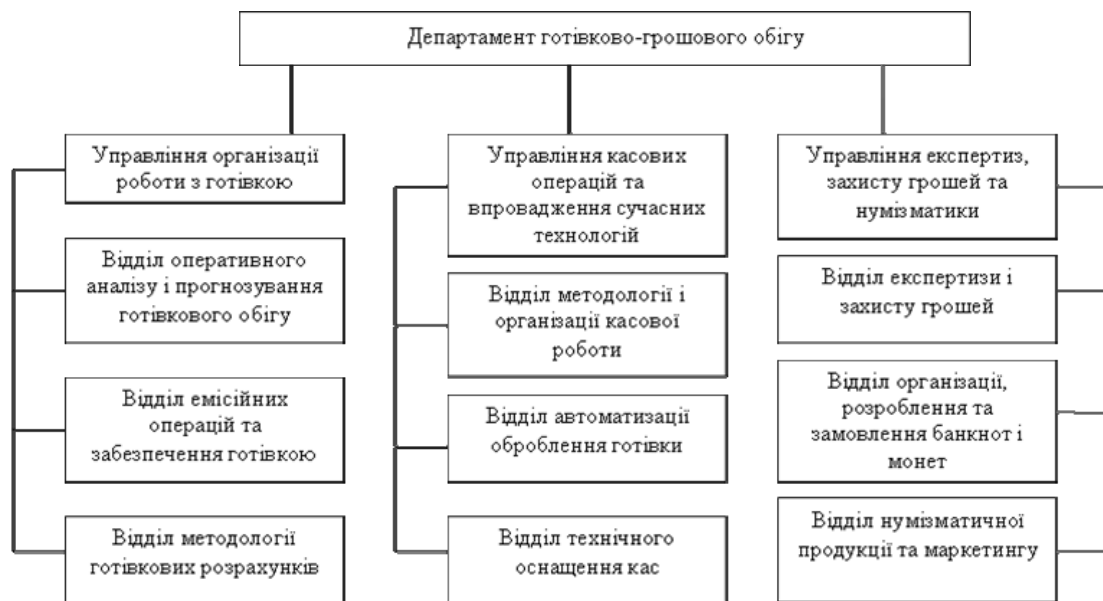 Департамент готівково-грошового обігу
Управління організації
роботи з готівкою
Відділ оперативного
аналізу і прогнозування
готівкового обігу
Відділ емісійних
операцій та
забезпечення готівкою
Відділ методології
готівкових розрахунків
Управління касових
операцій та
впровадження сучасних
технологій
Відділ методології і
організації касової
роботи
Відділ автоматизації
оброблення готівки
Відділ технічного
оснащення кас
Управління експертиз,
захисту грошей та
нумізматики
Відділ експертизи і
захисту грошей
Відділ організації,
розроблення та
замовлення банкнот і
монет
Відділ нумізматичної
продукції та маркетингу